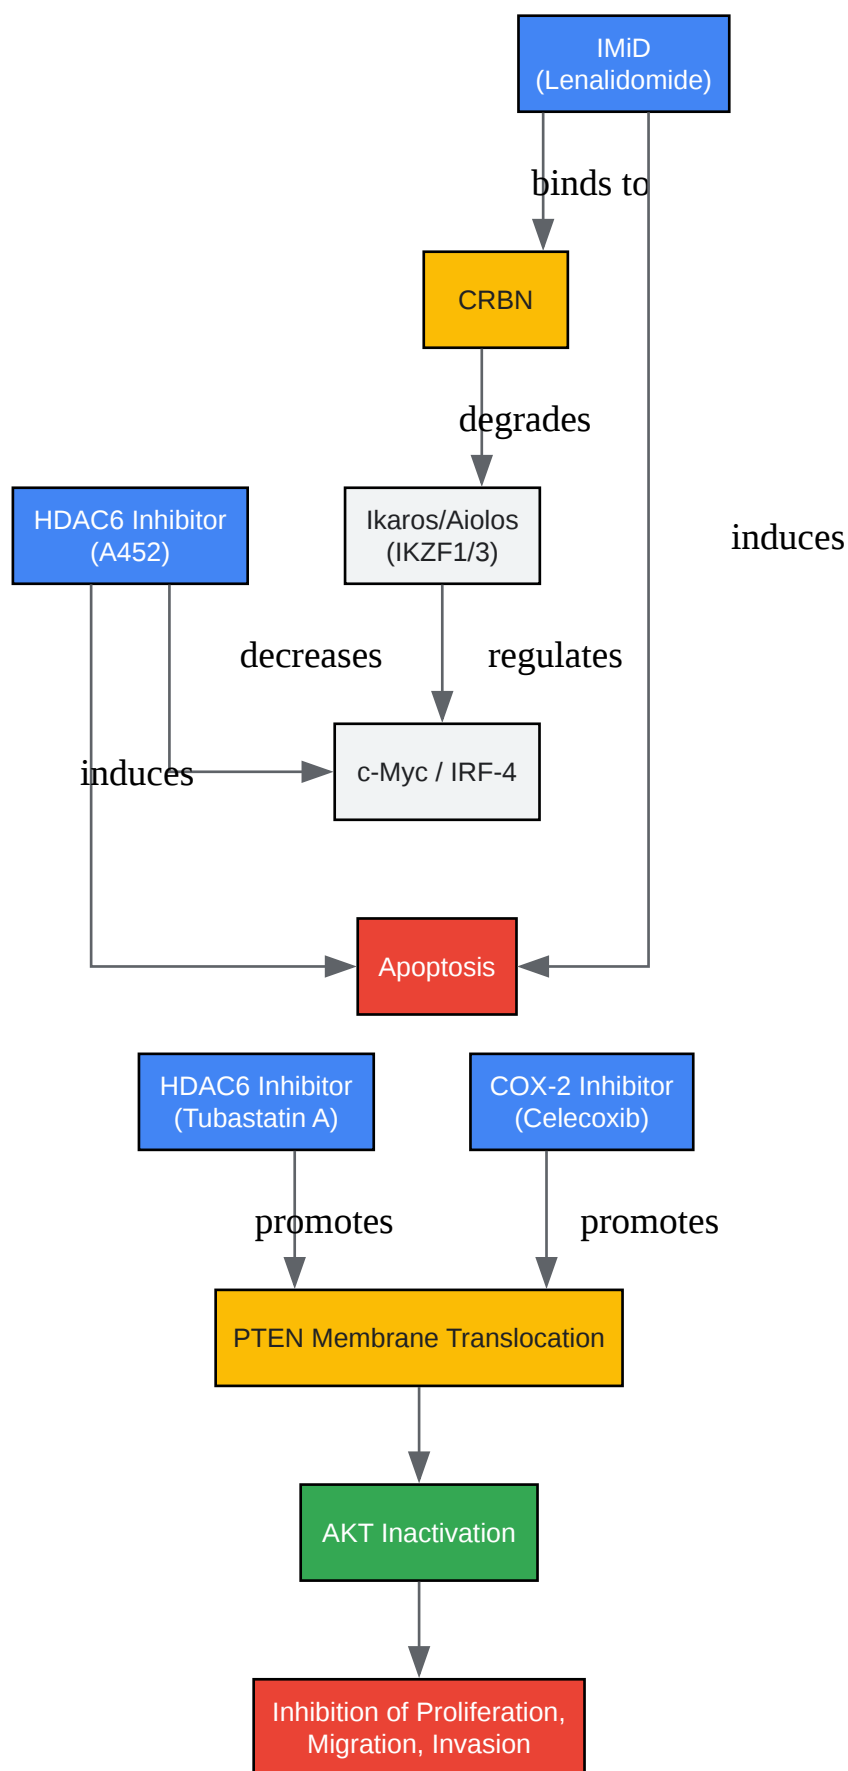 IMiD
(Lenalidomide)
binds to
CRBN
degrades
HDAC6 Inhibitor
(A452)
Ikaros/Aiolos
(IKZF1/3)
induces
decreases
regulates
induces
c-Myc / IRF-4
Apoptosis
HDAC6 Inhibitor
(Tubastatin A)
COX-2 Inhibitor
(Celecoxib)
promotes
promotes
PTEN Membrane Translocation
AKT Inactivation
Inhibition of Proliferation,
Migration, Invasion